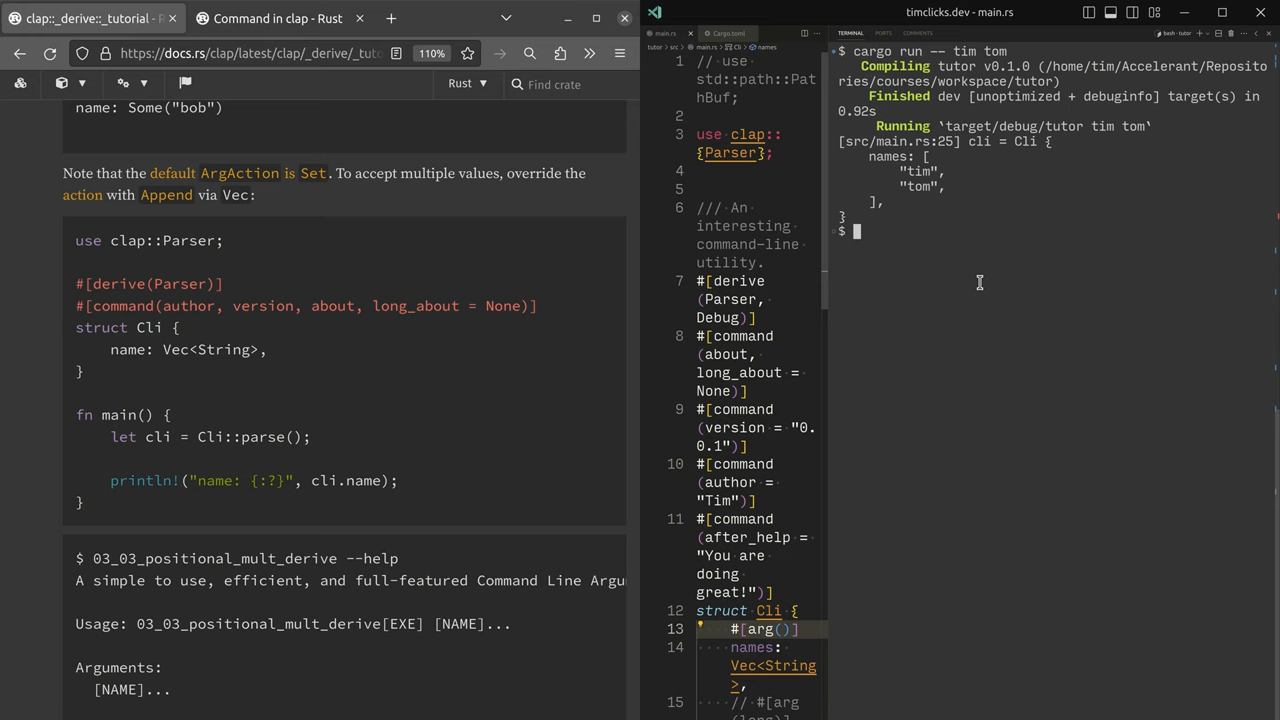 clap::_derive::_tutorial - R
Command in clap - Rust
https://docs.rs/clap/latest/clap/_derive/_tuto
110%
Rust
Find crate
name: Some("bob")
Note that the default ArgAction is Set. To accept multiple values, override the
action with Append via Vec:
use clap::Parser;
#[derive(Parser)]
#[command(author, version, about, long_about = None)]
struct Cli {
name: Vec<String>,
}
fn main() {
let cli = Cli::parse();
println!("name: {:?}", cli.name);
}
$ 03_03_positional_mult_derive --help
A simple to use, efficient, and full-featured Command Line Argu
Usage: 03_03_positional_mult_derive[EXE] [NAME]...
Arguments:
[NAME]...
timclicks.dev - main.rs
main.rs
Cargo.toml
tutor > src > main.rs > Cli > names
1 // use
std::path::Pat
hBuf;
2
3 use clap::
{Parser};
4
5
6 /// An
interesting
command-line
utility.
7 #[derive
(Parser,
Debug)]
8 #[command
(about,
long_about =
None)]
9 #[command
(version = "0.
0.1")]
10 #[command
(author =
"Tim")]
11 #[command
(after_help =
"You are
doing
great!")]
12 struct Cli {
13 #[arg()]
14 names:
Vec<String
>,
15 // #[arg
TERMINAL
PORTS
COMMENTS
bash - tutor
$ cargo run -- tim tom
Compiling tutor v0.1.0 (/home/tim/Accelerant/Reposito
ries/courses/workspace/tutor)
Finished dev [unoptimized + debuginfo] target(s) in
0.92s
Running `target/debug/tutor tim tom`
[src/main.rs:25] cli = Cli {
names: [
"tim",
"tom",
],
}
$